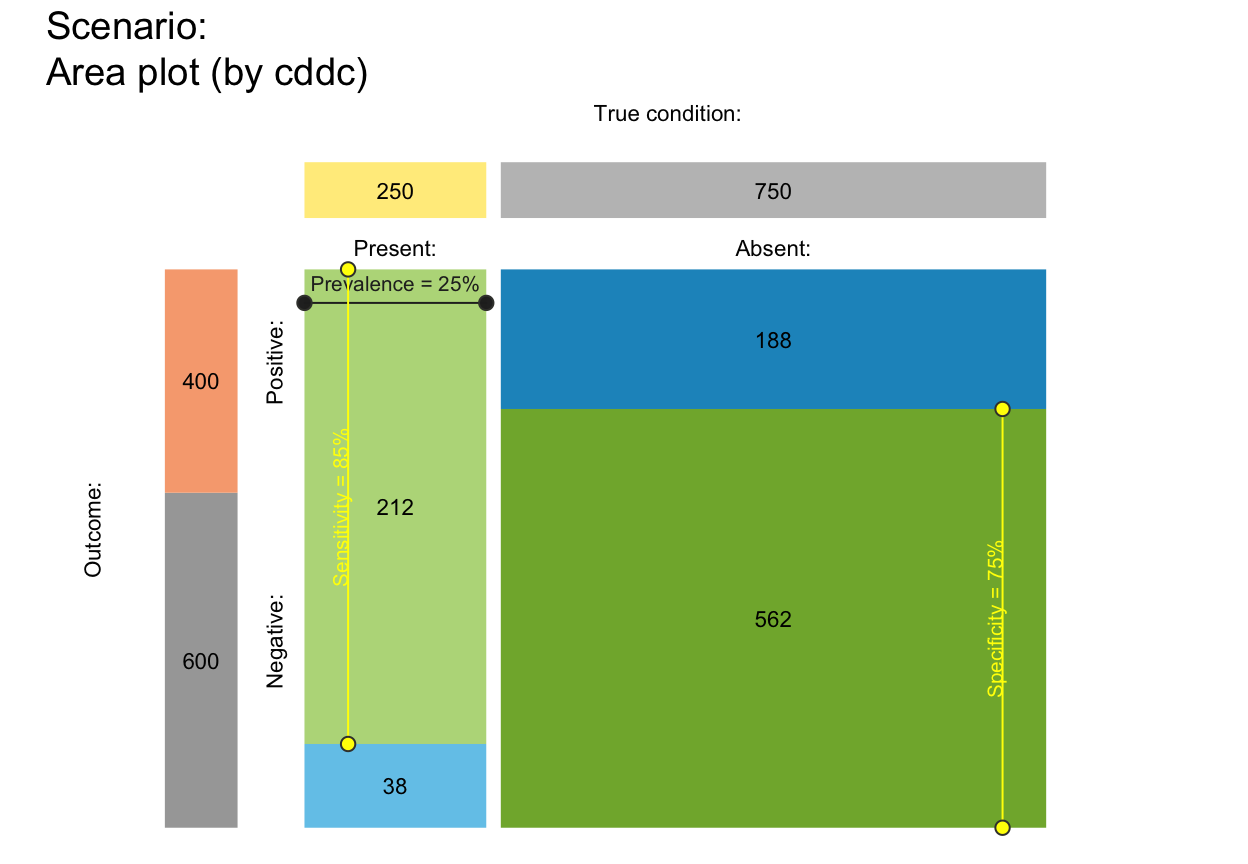 Scenario:
Area plot (by cddc)
True condition:
250
750
Present:
Absent:
Prevalence = 25%
188
Positive:
400
Sensitivity = 85%
212
Outcome:
Specificity = 75%
562
Negative:
600
38